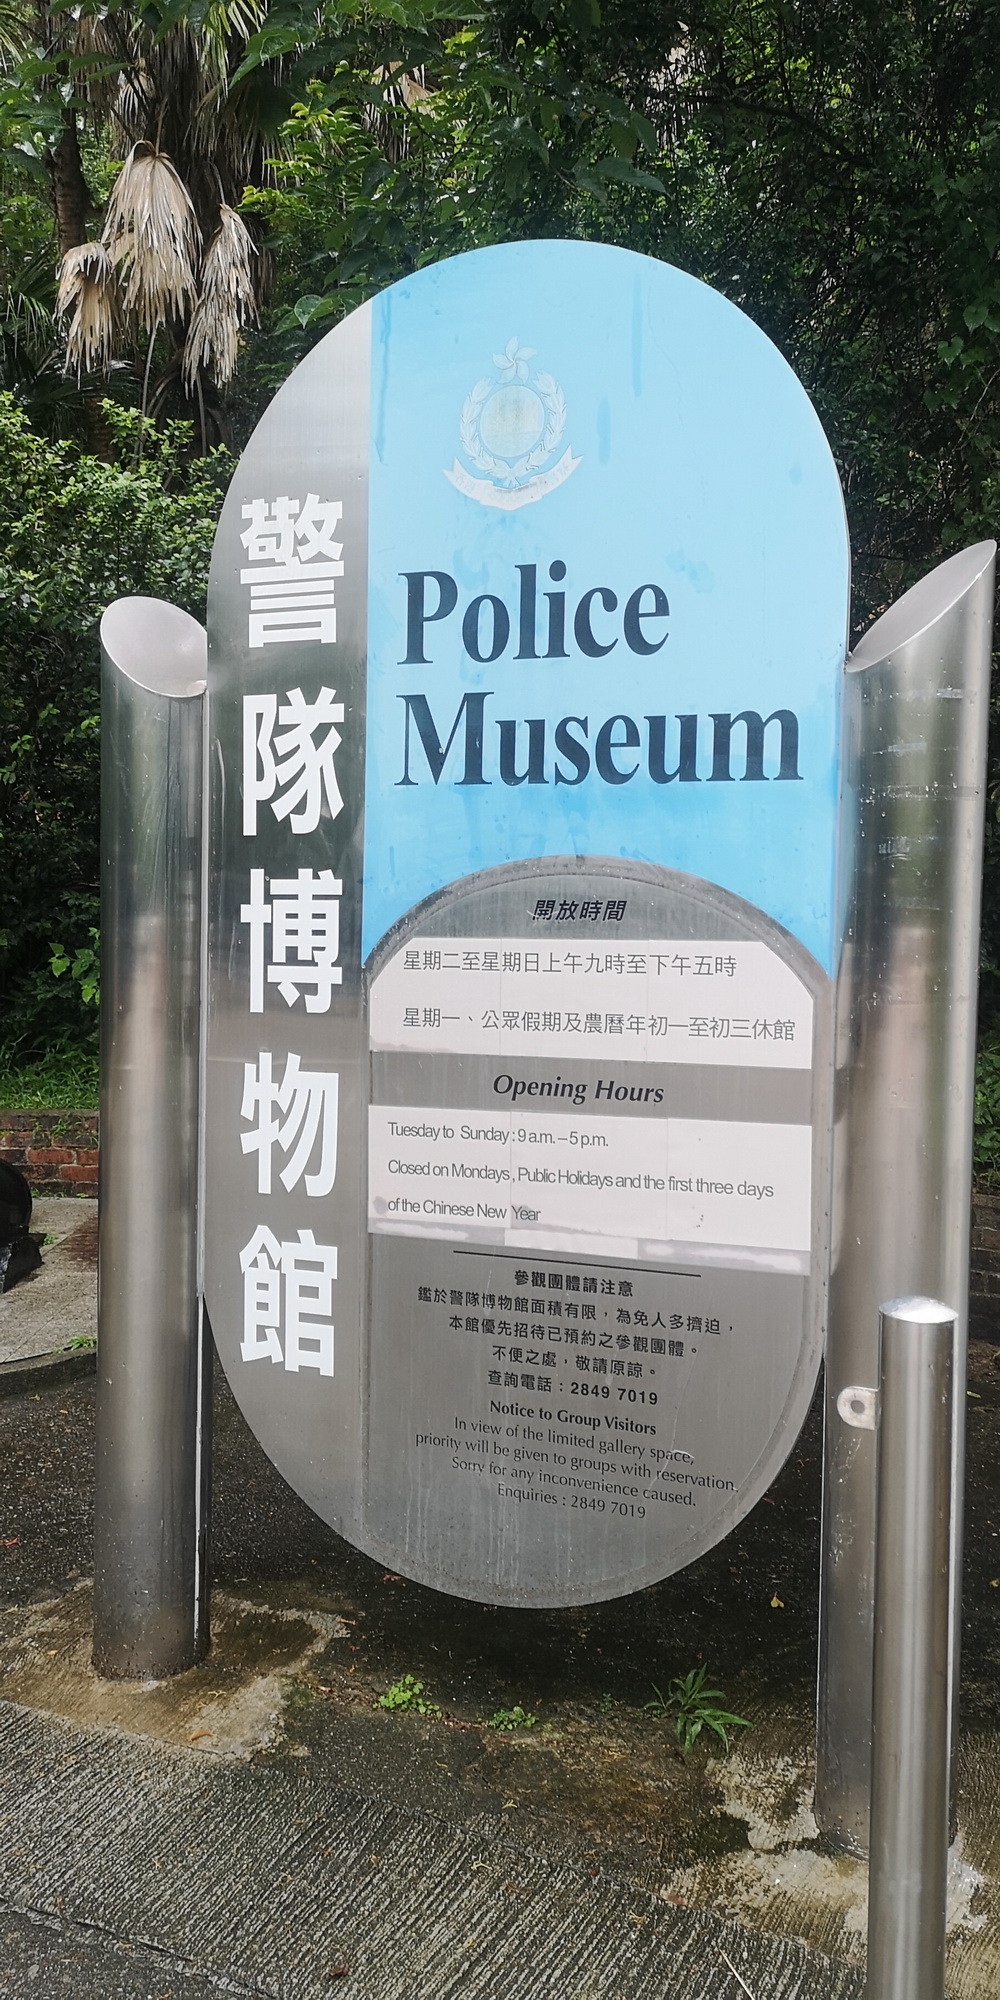 警隊博物館
Police
Museum
開放時間
星期二至星期日上午九時至下午五時
星期一、公眾假期及農曆年初一至初三休館
Opening Hours
Tuesday to Sunday : 9 a.m. – 5 p.m.
Closed on Mondays, Public Holidays and the first three days
of the Chinese New Year
參觀團體請注意
鑑於警隊博物館面積有限，為免人多擠迫，
本館優先招待已預約之參觀團體。
不便之處，敬請原諒。
查詢電話：2849 7019
Notice to Group Visitors
In view of the limited gallery space,
priority will be given to groups with reservation.
Sorry for any inconvenience caused.
Enquiries : 2849 7019